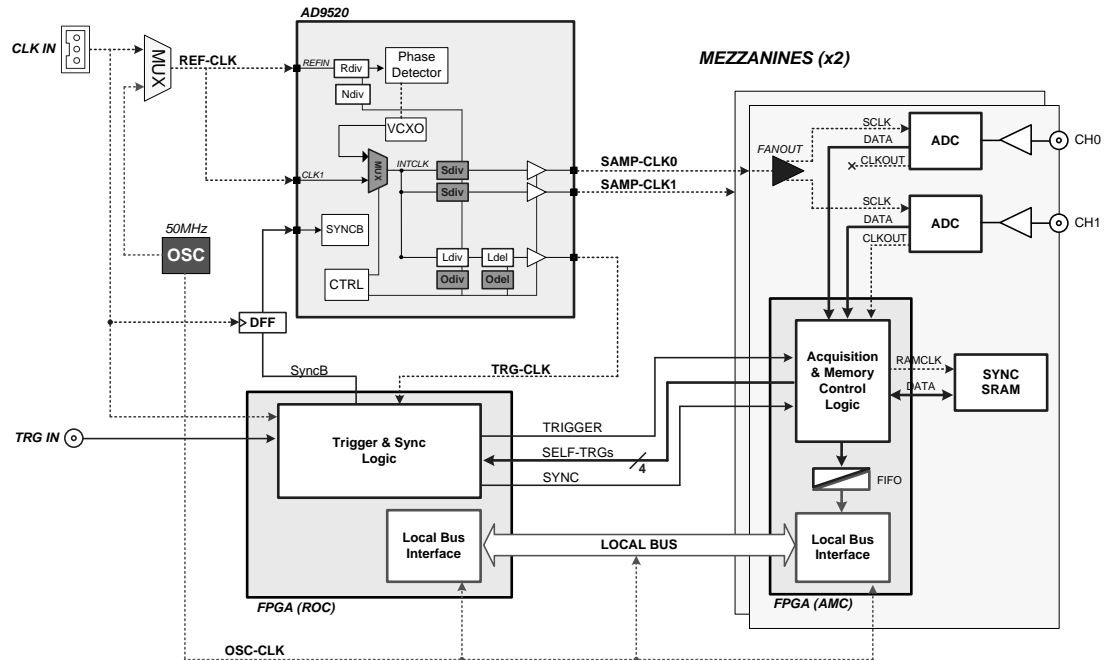 AD9520
CLK IN
MUX
REF-CLK
REFIN
Rdiv
Phase
Detector
Ndiv
VCXO
MUX
INTCLK
CLK1
Sdiv
Sdiv
SAMP-CLK0
SAMP-CLK1
SYNCB
CTRL
Ldiv
Ldel
Odiv
Odel
50MHz
OSC
DFF
SyncB
TRG-CLK
TRG IN
Trigger & Sync
Logic
TRIGGER
SELF-TRGs
4
SYNC
Local Bus
Interface
FPGA (ROC)
LOCAL BUS
OSC-CLK
MEZZANINES (x2)
FANOUT
SCLK
DATA
CLKOUT
ADC
CH0
SCLK
DATA
CLKOUT
ADC
CH1
Acquisition
& Memory
Control
Logic
RAMCLK
DATA
SYNC
SRAM
FIFO
Local Bus
Interface
FPGA (AMC)